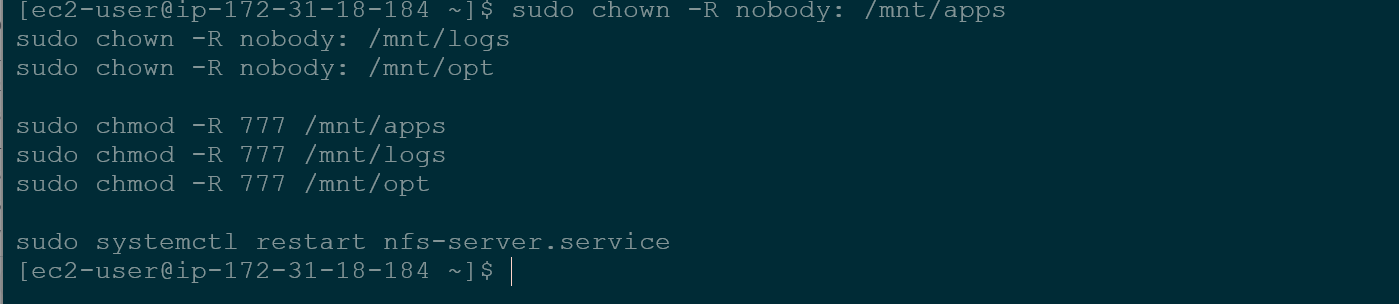 [ec2-user@ip-172-31-18-184 ~]$ sudo chown -R nobody: /mnt/apps
sudo chown -R nobody: /mnt/logs
sudo chown -R nobody: /mnt/opt
sudo chmod -R 777 /mnt/apps
sudo chmod -R 777 /mnt/logs
sudo chmod -R 777 /mnt/opt
sudo systemctl restart nfs-server.service
[ec2-user@ip-172-31-18-184 ~]$